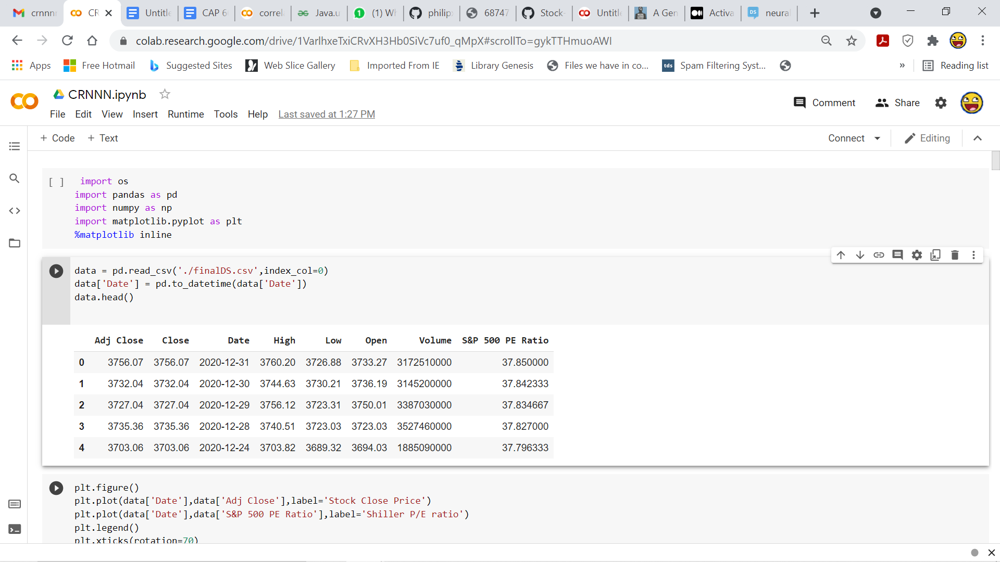 crnnn
CR
Untitle
CAP 6
correl
Java.u
(1) W
philip
68747
Stock-
Untitle
A Gen
Activa
neural
colab.research.google.com/drive/1VarlhxeTxiCRvXH3Hb0SiVc7uf0_qMpX#scrollTo=gykTTHmuoAWI
Apps Free Hotmail Suggested Sites Web Slice Gallery Imported From IE Library Genesis Files we have in co... tds Spam Filtering Syst... » Reading list
CRNNN.ipynb
Comment Share
File Edit View Insert Runtime Tools Help Last saved at 1:27 PM
+ Code + Text Connect Editing
[ ] import os
import pandas as pd
import numpy as np
import matplotlib.pyplot as plt
%matplotlib inline
data = pd.read_csv('./finalDS.csv',index_col=0)
data['Date'] = pd.to_datetime(data['Date'])
data.head()
Adj Close Close Date High Low Open Volume S&P 500 PE Ratio
0 3756.07 3756.07 2020-12-31 3760.20 3726.88 3733.27 3172510000 37.850000
1 3732.04 3732.04 2020-12-30 3744.63 3730.21 3736.19 3145200000 37.842333
2 3727.04 3727.04 2020-12-29 3756.12 3723.31 3750.01 3387030000 37.834667
3 3735.36 3735.36 2020-12-28 3740.51 3723.03 3723.03 3527460000 37.827000
4 3703.06 3703.06 2020-12-24 3703.82 3689.32 3694.03 1885090000 37.796333
plt.figure()
plt.plot(data['Date'],data['Adj Close'],label='Stock Close Price')
plt.plot(data['Date'],data['S&P 500 PE Ratio'],label='Shiller P/E ratio')
plt.legend()
plt.xticks(rotation=70)